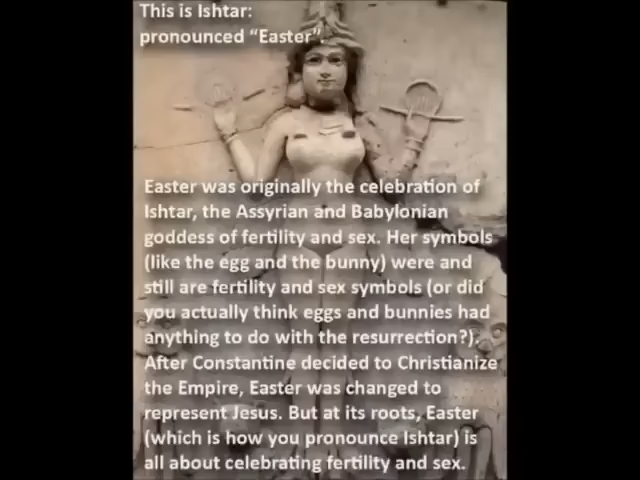 This is Ishtar:
pronounced “Easter”.
Easter was originally the celebration of
Ishtar, the Assyrian and Babylonian
goddess of fertility and sex. Her symbols
(like the egg and the bunny) were and
still are fertility and sex symbols (or did
you actually think eggs and bunnies had
anything to do with the resurrection?).
After Constantine decided to Christianize
the Empire, Easter was changed to
represent Jesus. But at its roots, Easter
(which is how you pronounce Ishtar) is
all about celebrating fertility and sex.